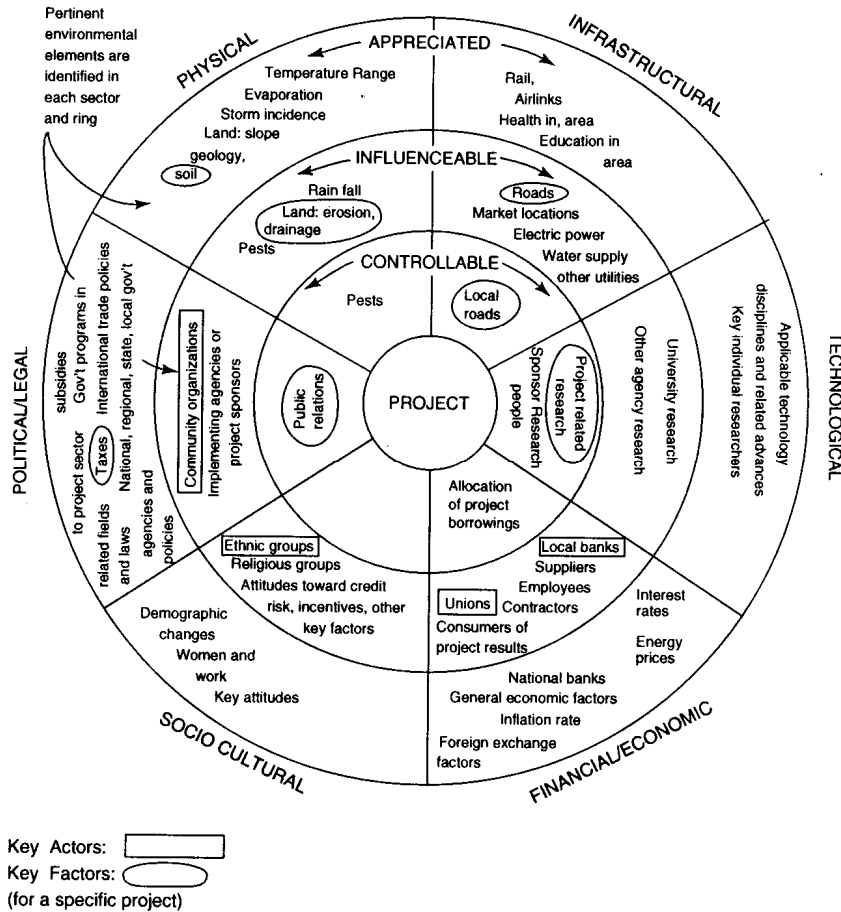 Pertinent
environmental
elements are
identified in
each sector
and ring
PHYSICAL
APPRECIATED
INFRASTRUCTURAL
Temperature Range
Evaporation
Storm incidence
Land: slope
geology,
soil
Rail,
Airlinks
Health in, area
Education in
area
INFLUENCEABLE
Rain fall
Land: erosion,
drainage
Pests
Roads
Market locations
Electric power
Water supply
other utilities
CONTROLLABLE
Pests
Local
roads
PROJECT
POLITICAL/LEGAL
subsidies
Gov't programs in
International trade policies
National, regional, state, local gov't
to project sector
Taxes
related fields
and laws
agencies and
policies
Community organizations
Implementing agencies or
project sponsors
Public
relations
TECHNOLOGICAL
Applicable technology
disciplines and related advances
Key individual researchers
University research
Other agency research
Project related
research
Sponsor Research
people
Allocation
of project
borrowings
Ethnic groups
Religious groups
Attitudes toward credit
risk, incentives, other
key factors
Demographic
changes
Women and
work
Key attitudes
SOCIO CULTURAL
Local banks
Suppliers
Employees
Unions
Contractors
Consumers of
project results
Interest
rates
Energy
prices
National banks
General economic factors
Inflation rate
Foreign exchange
factors
FINANCIAL/ECONOMIC
Key Actors:
Key Factors:
(for a specific project)